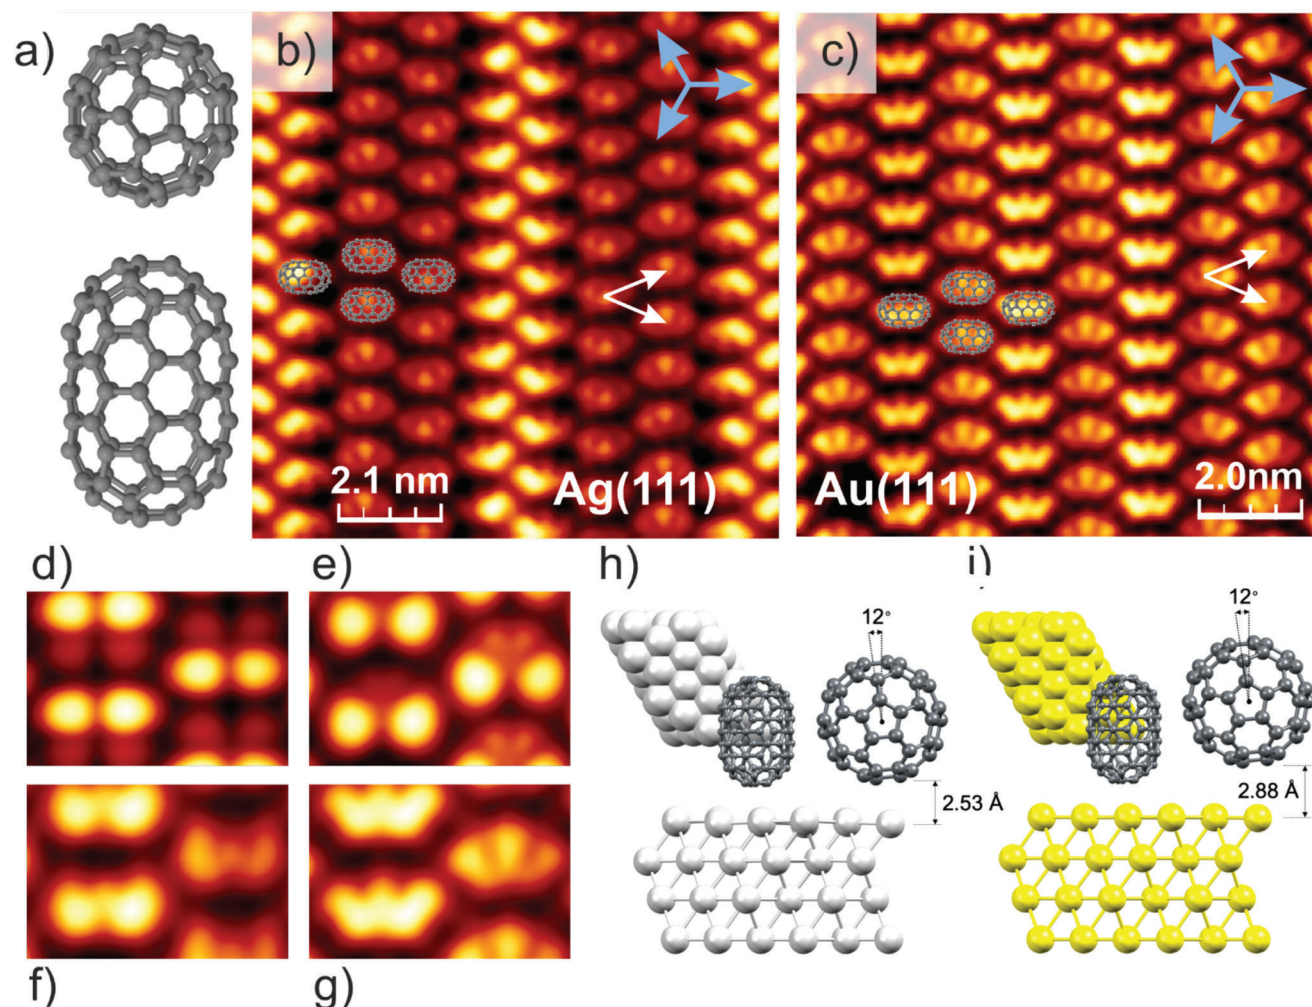 a)
b)
c)
2.1 nm
Ag(111)
Au(111)
2.0nm
d)
e)
h)
i)
12°
2.53 Å
12°
2.88 Å
f)
g)